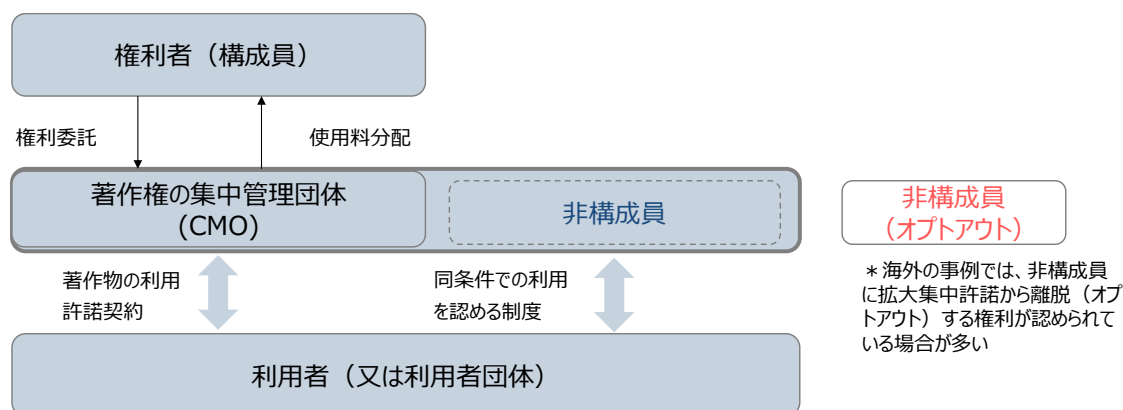 権利者（構成員）
権利委託
使用料分配
著作権の集中管理団体
(CMO)
非構成員
非構成員
（オプトアウト）
著作物の利用
許諾契約
同条件での利用
を認める制度
＊海外の事例では、非構成員
に拡大集中許諾から離脱（オプ
トアウト）する権利が認められて
いる場合が多い
利用者（又は利用者団体）